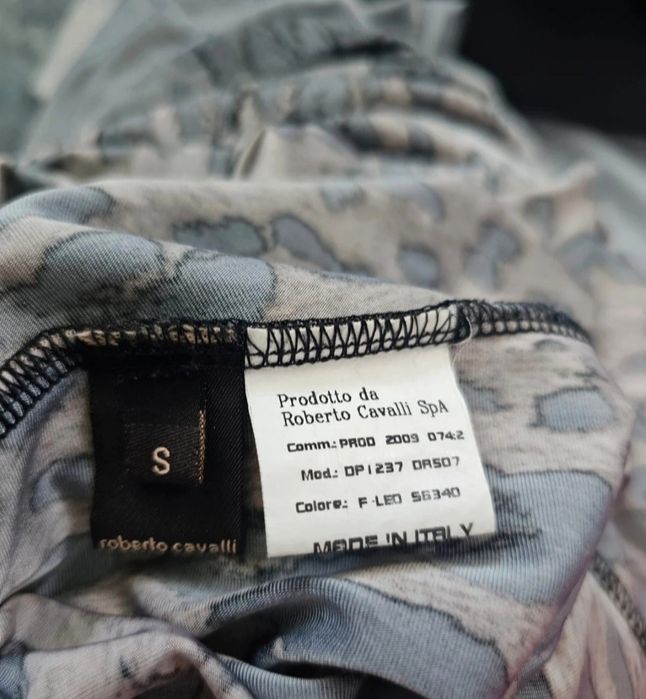 S
roberto cavalli
Prodotto da
Roberto Cavalli SpA
Comm.: PROD 2009 0742
Mod.: DP1237 DR507
Colore.: F-LEO S6340
MADE IN ITALY